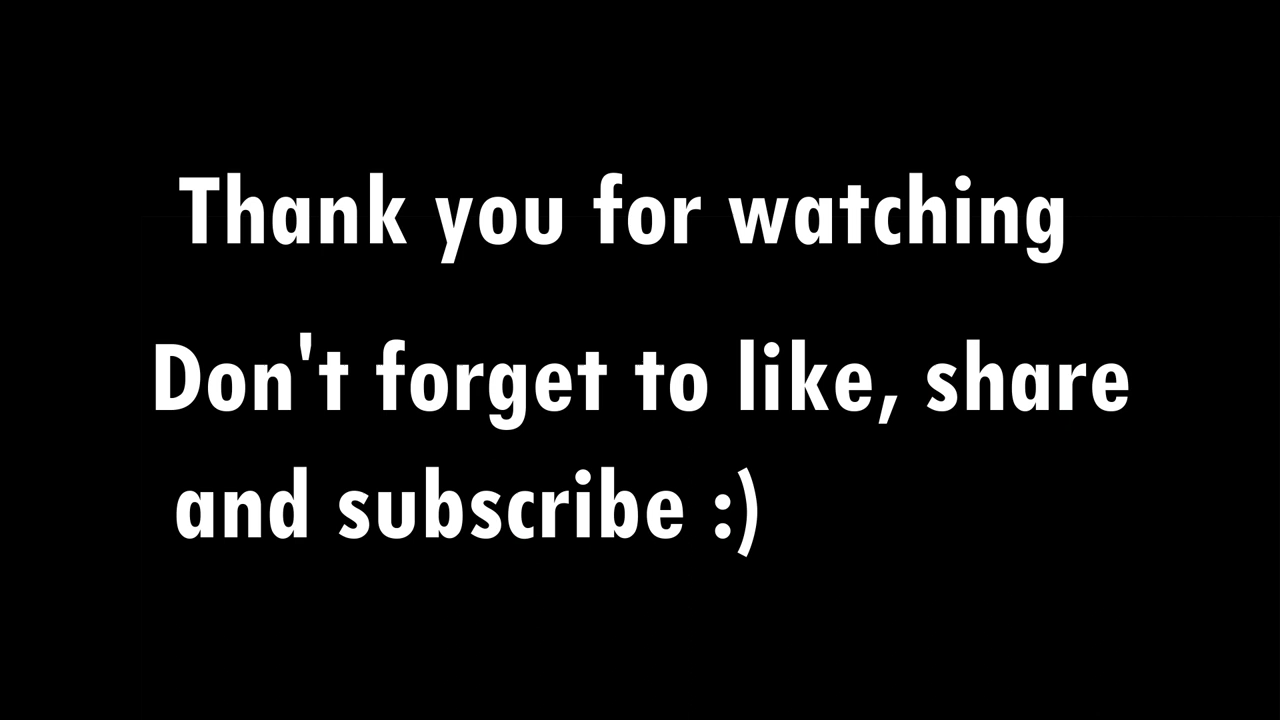 Thank you for watching
Don't forget to like, share
and subscribe :)